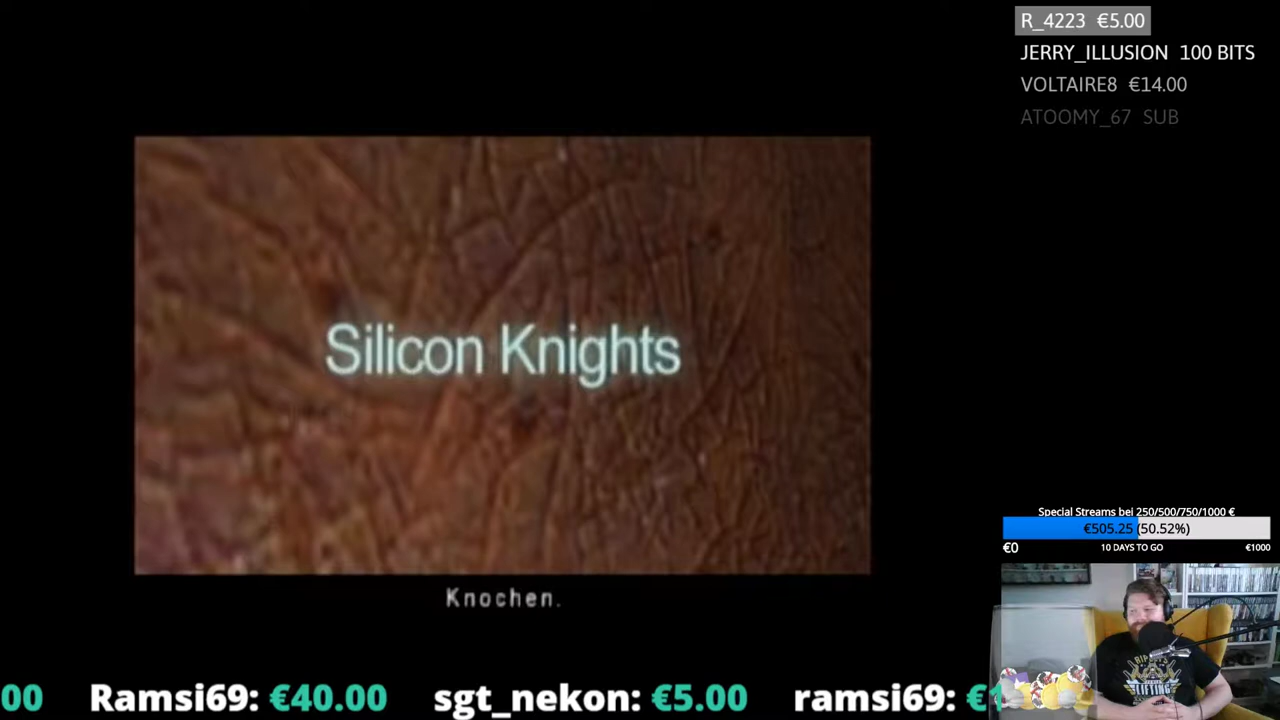 R_4223 €5.00
JERRY_ILLUSION 100 BITS
VOLTAIRE8 €14.00
ATOOMY_67 SUB
Silicon Knights
Knochen.
Special Streams bei 250/500/750/1000 €
€505.25 (50.52%)
€0 10 DAYS TO GO €1000
LIFTING
00 Ramsi69: €40.00 sgt_nekon: €5.00 ramsi69: €